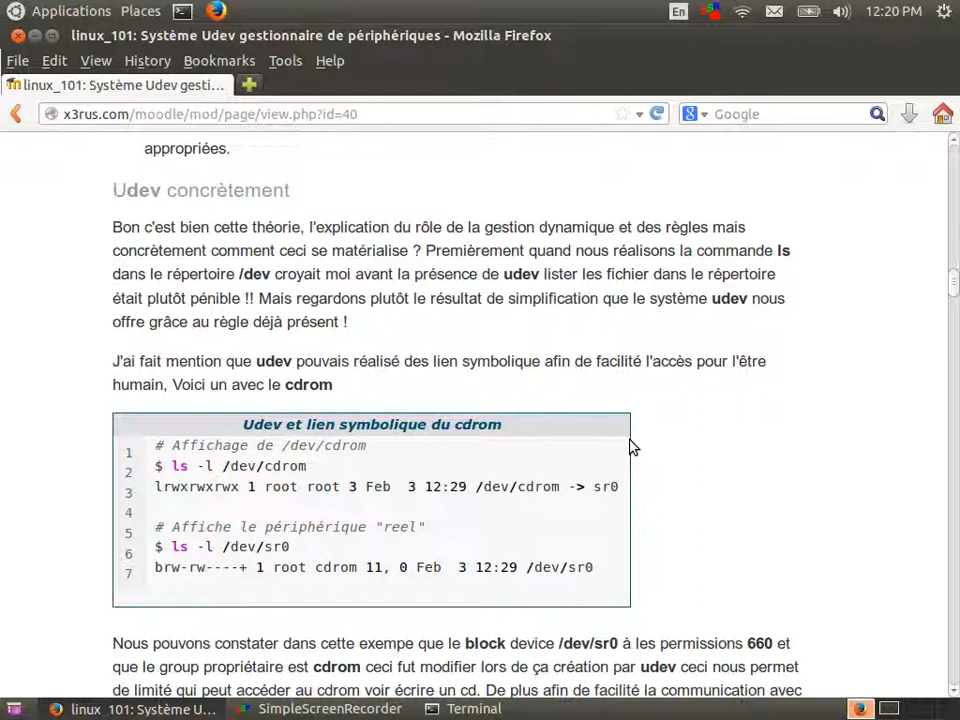 Applications Places En 12:20 PM
linux_101: Système Udev gestionnaire de périphériques - Mozilla Firefox
File Edit View History Bookmarks Tools Help
linux_101: Système Udev gesti...
x3rus.com/moodle/mod/page/view.php?id=40 Google
appropriées.
Udev concrètement
Bon c'est bien cette théorie, l'explication du rôle de la gestion dynamique et des règles mais
concrètement comment ceci se matérialise ? Premièrement quand nous réalisons la commande ls
dans le répertoire /dev croyait moi avant la présence de udev lister les fichier dans le répertoire
était plutôt pénible !! Mais regardons plutôt le résultat de simplification que le système udev nous
offre grâce au règle déjà présent !
J'ai fait mention que udev pouvais réalisé des lien symbolique afin de facilité l'accès pour l'être
humain, Voici un avec le cdrom
Udev et lien symbolique du cdrom
1 # Affichage de /dev/cdrom
2 $ ls -l /dev/cdrom
3 lrwxrwxrwx 1 root root 3 Feb  3 12:29 /dev/cdrom -> sr0
4
5 # Affiche le périphérique "reel"
6 $ ls -l /dev/sr0
7 brw-rw----+ 1 root cdrom 11, 0 Feb  3 12:29 /dev/sr0
Nous pouvons constater dans cette exempe que le block device /dev/sr0 à les permissions 660 et
que le group propriétaire est cdrom ceci fut modifier lors de ça création par udev ceci nous permet
de limité qui peut accéder au cdrom voir écrire un cd. De plus afin de facilité la communication avec
linux_101: Système U... SimpleScreenRecorder Terminal